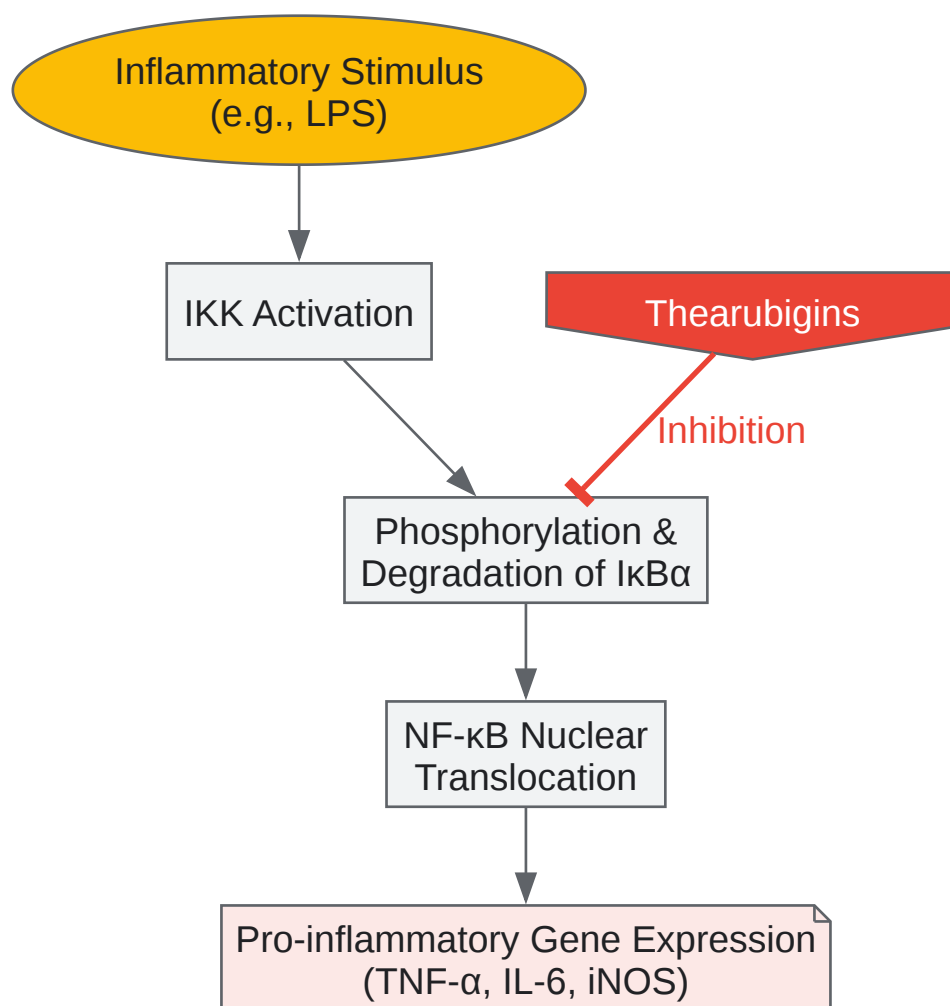 Inflammatory Stimulus
(e.g., LPS)
IKK Activation
Thearubigins
Inhibition
Phosphorylation &
Degradation of IκBα
NF-κB Nuclear
Translocation
Pro-inflammatory Gene Expression
(TNF-α, IL-6, iNOS)